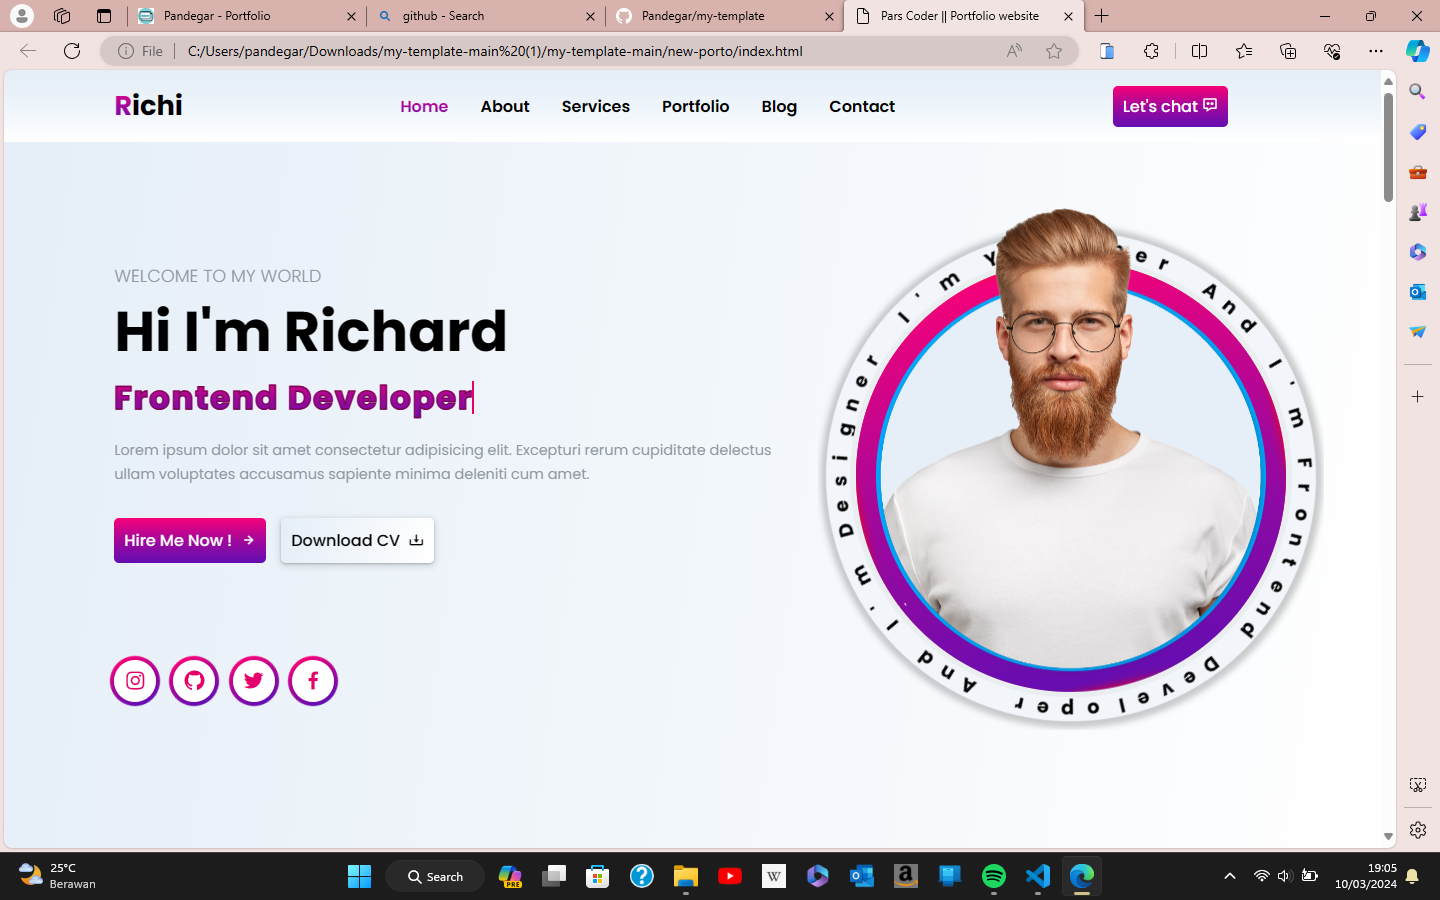 Pandegar - Portfolio
github - Search
Pandegar/my-template
Pars Coder || Portfolio website
File
C:/Users/pandegar/Downloads/my-template-main%20(1)/my-template-main/new-porto/index.html
Richi
Home
About
Services
Portfolio
Blog
Contact
Let's chat
WELCOME TO MY WORLD
Hi I'm Richard
Frontend Developer
Lorem ipsum dolor sit amet consectetur adipisicing elit. Excepturi rerum cupiditate delectus
ullam voluptates accusamus sapiente minima deleniti cum amet.
Hire Me Now !
Download CV
And I'm Frontend Developer And I'm Designer I'm
25°C
Berawan
Search
PRE
W
19:05
10/03/2024